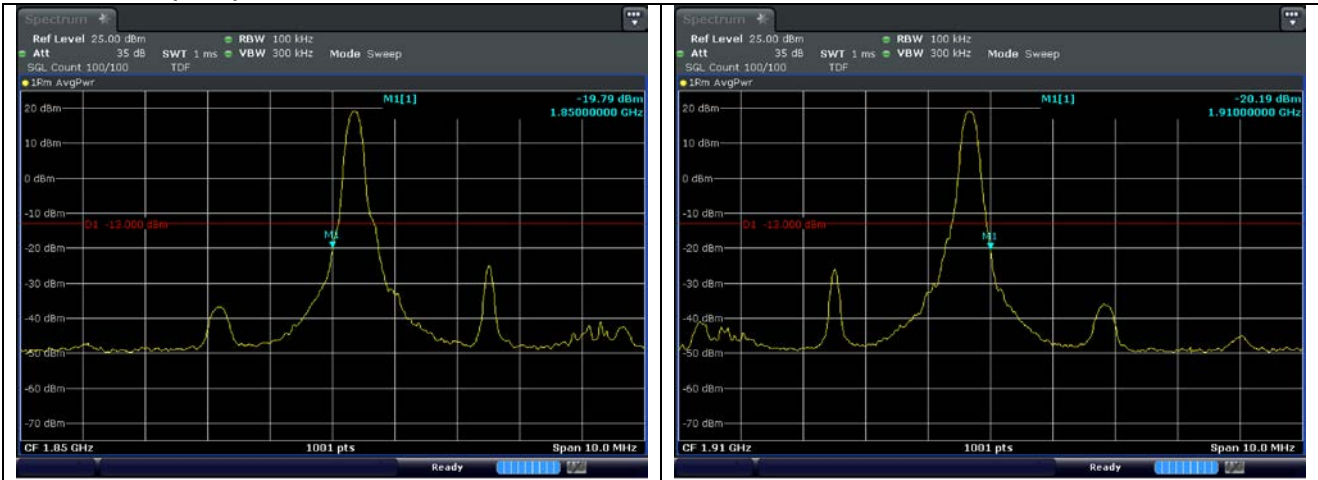 Spectrum
Ref Level 25.00 dBm RBW 100 kHz
Att 35 dB SWT 1 ms VBW 300 kHz Mode Sweep
SGL Count 100/100 TDF
1Rm AvgPwr
M1[1] -19.79 dBm
1.85000000 GHz
20 dBm
10 dBm
0 dBm
-10 dBm
D1 -13.000 dBm
M1
-20 dBm
-30 dBm
-40 dBm
-50 dBm
-60 dBm
-70 dBm
CF 1.85 GHz 1001 pts Span 10.0 MHz
Ready
Spectrum
Ref Level 25.00 dBm RBW 100 kHz
Att 35 dB SWT 1 ms VBW 300 kHz Mode Sweep
SGL Count 100/100 TDF
1Rm AvgPwr
M1[1] -20.19 dBm
1.91000000 GHz
20 dBm
10 dBm
0 dBm
-10 dBm
D1 -13.000 dBm
M1
-20 dBm
-30 dBm
-40 dBm
-50 dBm
-60 dBm
-70 dBm
CF 1.91 GHz 1001 pts Span 10.0 MHz
Ready